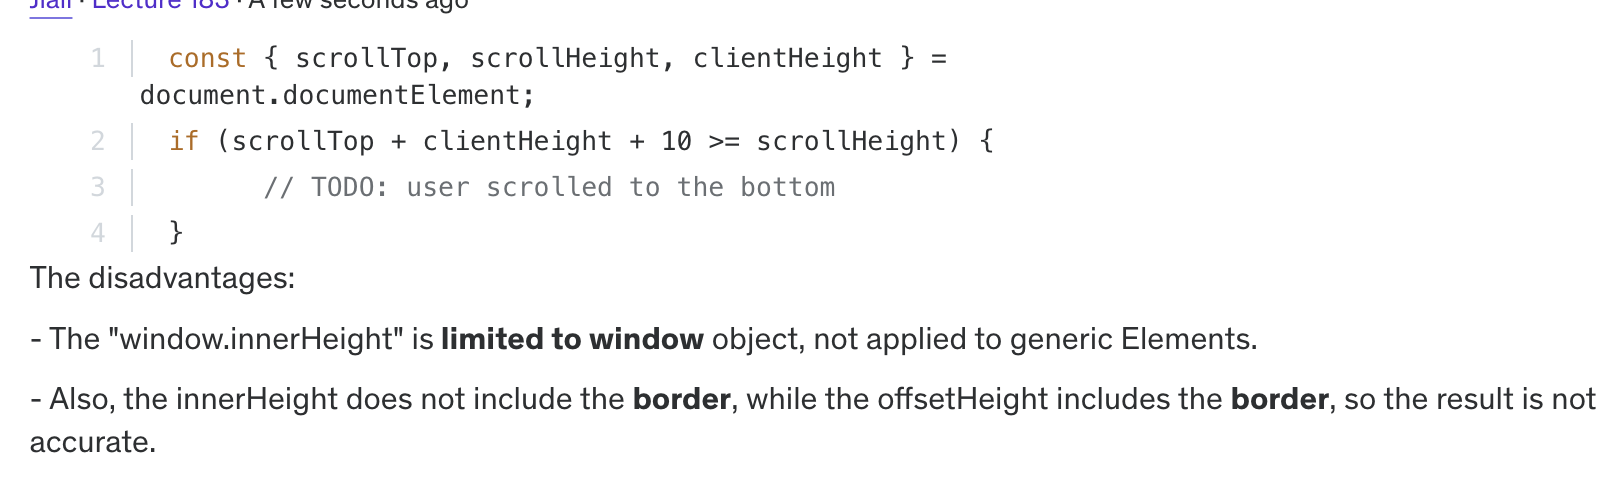 Jiali · Lecture 183 · A few seconds ago
1 const { scrollTop, scrollHeight, clientHeight } =
document.documentElement;
2 if (scrollTop + clientHeight + 10 >= scrollHeight) {
3 // TODO: user scrolled to the bottom
4 }
The disadvantages:
- The "window.innerHeight" is limited to window object, not applied to generic Elements.
- Also, the innerHeight does not include the border, while the offsetHeight includes the border, so the result is not
accurate.